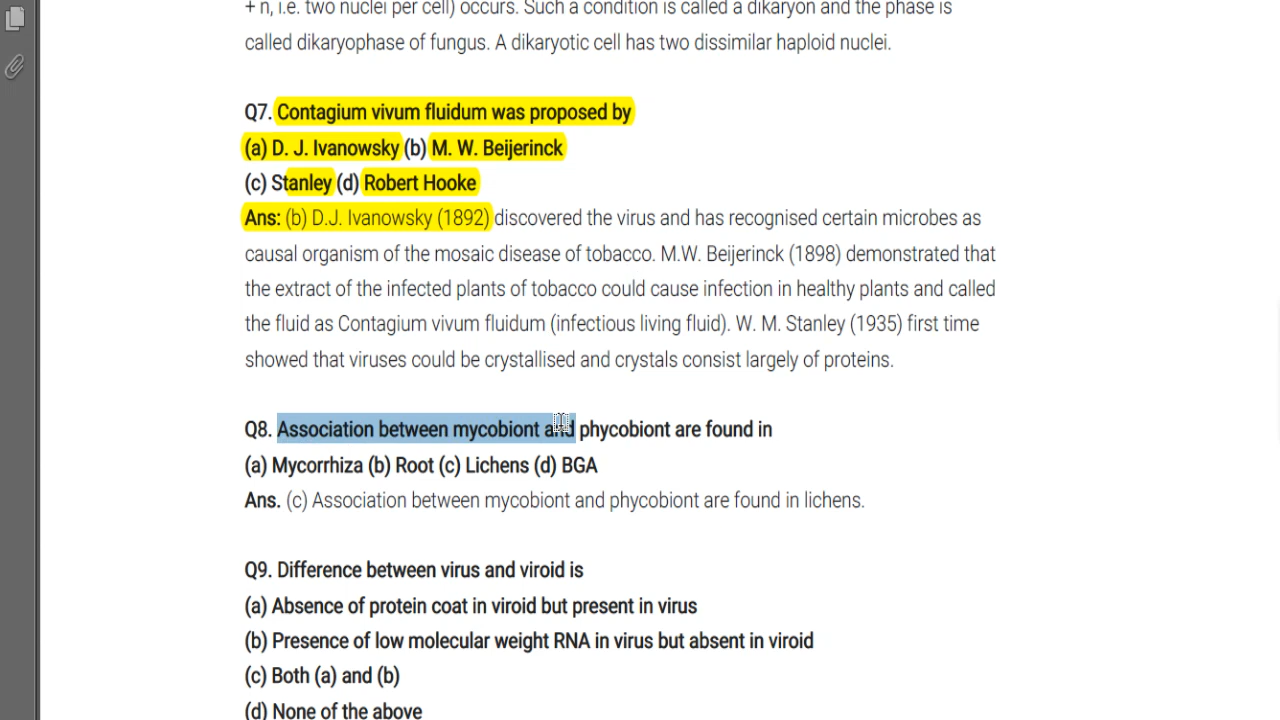 + n, i.e. two nuclei per cell) occurs. Such a condition is called a dikaryon and the phase is
called dikaryophase of fungus. A dikaryotic cell has two dissimilar haploid nuclei.
Q7. Contagium vivum fluidum was proposed by
(a) D. J. Ivanowsky (b) M. W. Beijerinck
(c) Stanley (d) Robert Hooke
Ans: (b) D.J. Ivanowsky (1892) discovered the virus and has recognised certain microbes as
causal organism of the mosaic disease of tobacco. M.W. Beijerinck (1898) demonstrated that
the extract of the infected plants of tobacco could cause infection in healthy plants and called
the fluid as Contagium vivum fluidum (infectious living fluid). W. M. Stanley (1935) first time
showed that viruses could be crystallised and crystals consist largely of proteins.
Q8. Association between mycobiont and phycobiont are found in
(a) Mycorrhiza (b) Root (c) Lichens (d) BGA
Ans. (c) Association between mycobiont and phycobiont are found in lichens.
Q9. Difference between virus and viroid is
(a) Absence of protein coat in viroid but present in virus
(b) Presence of low molecular weight RNA in virus but absent in viroid
(c) Both (a) and (b)
(d) None of the above